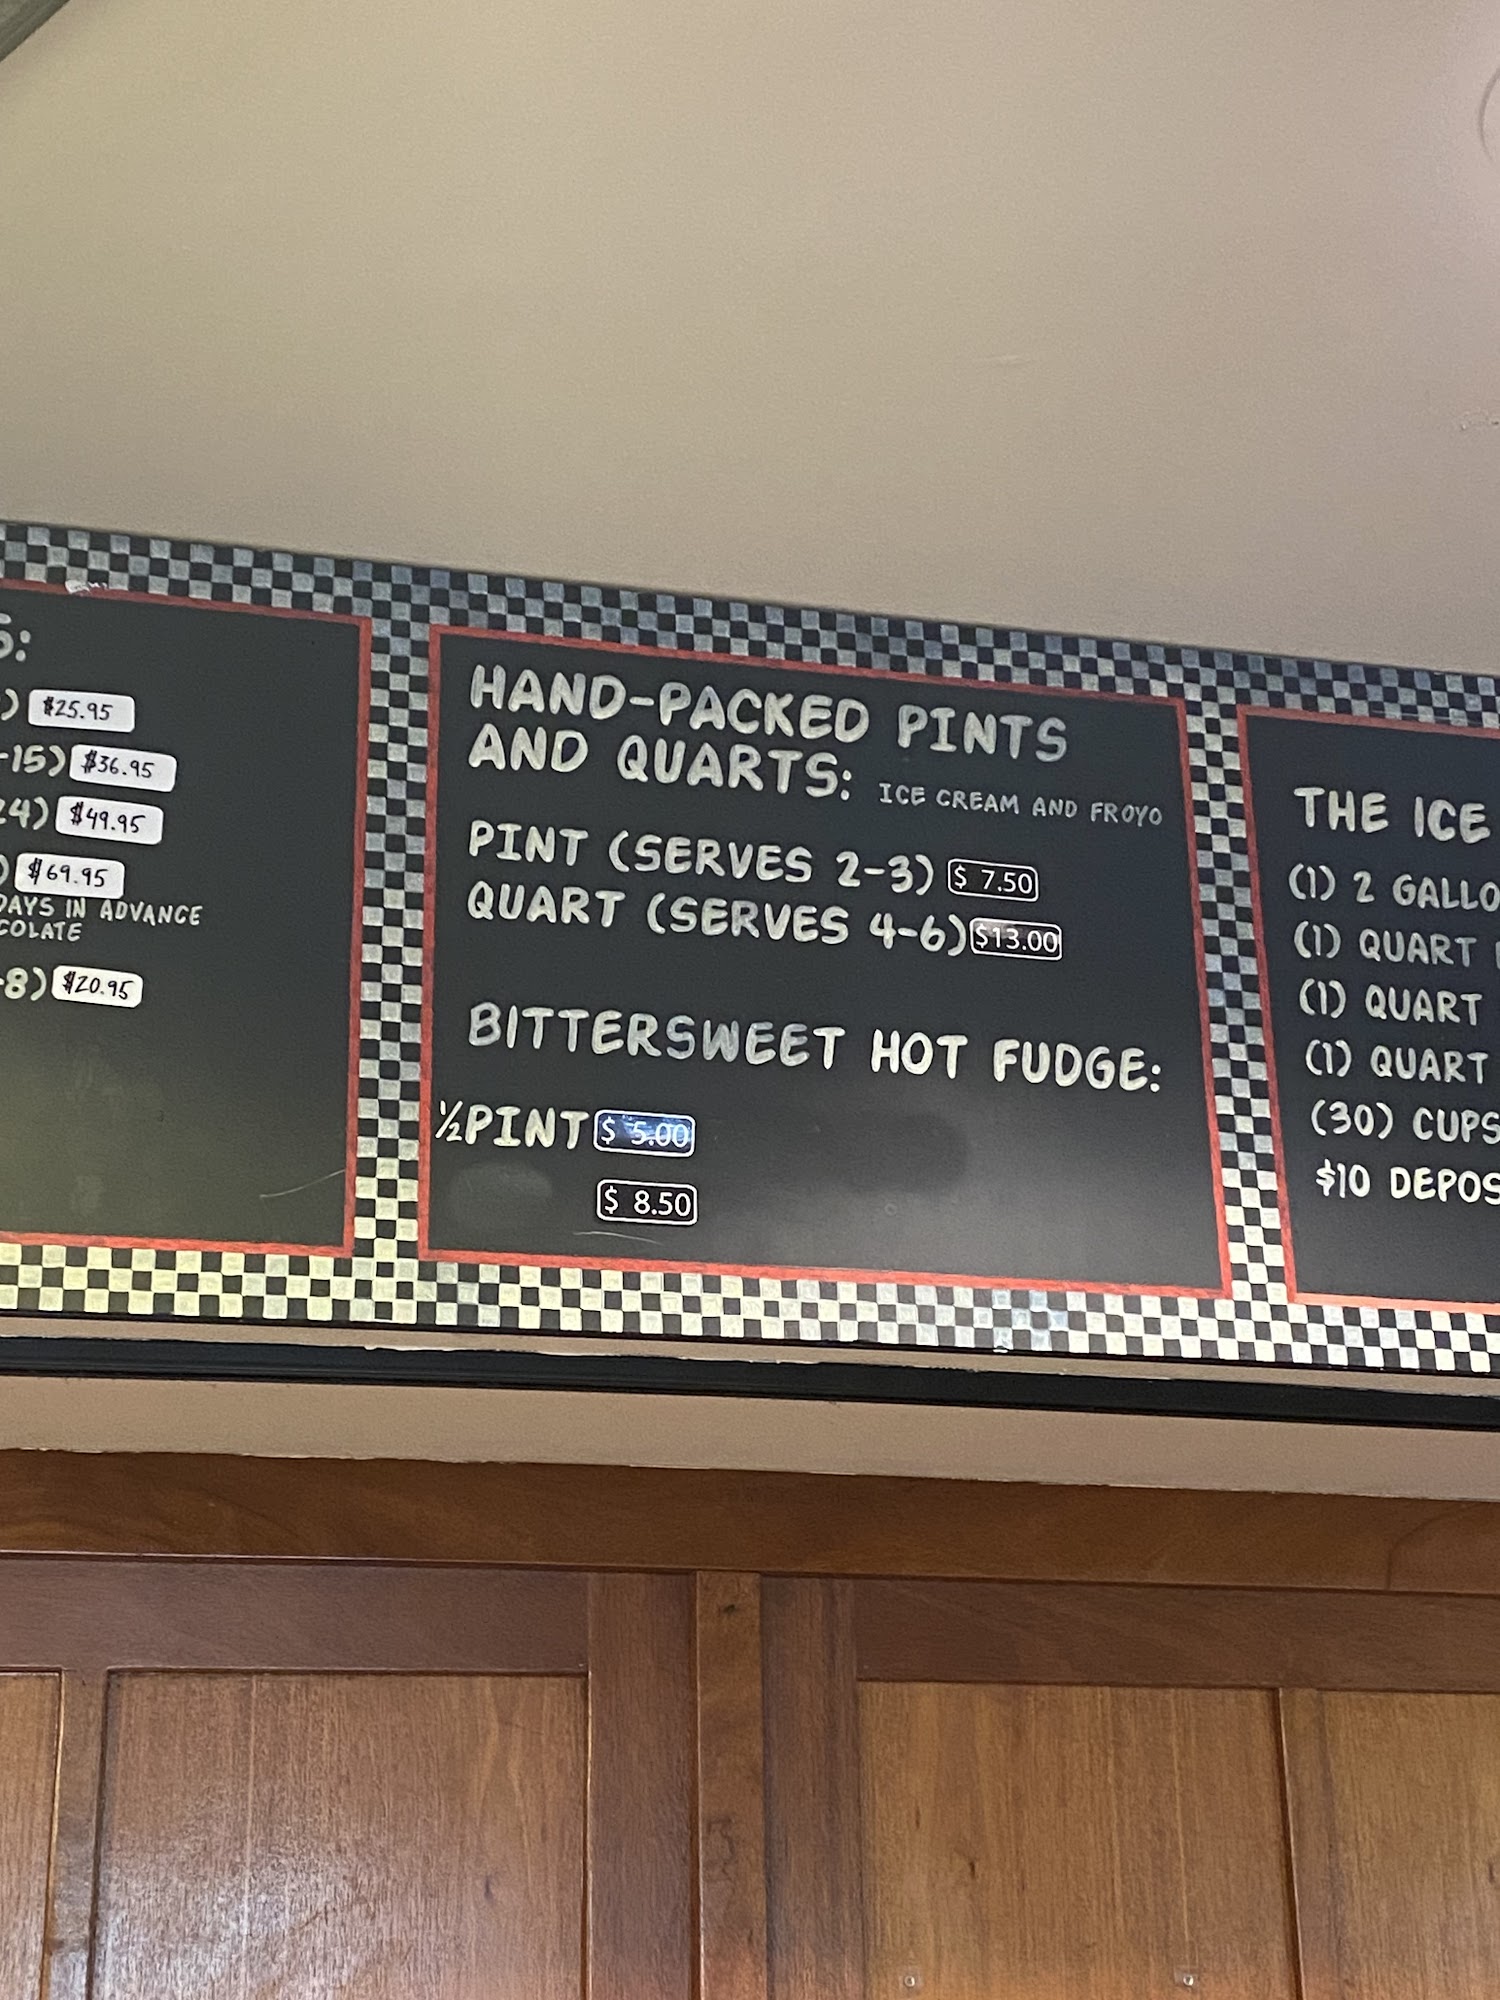 S:
) $25.95
-15) $36.95
24) $49.95
) $69.95
DAYS IN ADVANCE
COLATE
-8) $20.95
HAND-PACKED PINTS
AND QUARTS: ICE CREAM AND FROYO
PINT (SERVES 2-3) $ 7.50
QUART (SERVES 4-6) $13.00
BITTERSWEET HOT FUDGE:
½ PINT $ 5.00
$ 8.50
THE ICE
(1) 2 GALLO
(1) QUART
(1) QUART
(1) QUART
(30) CUPS
$10 DEPOS